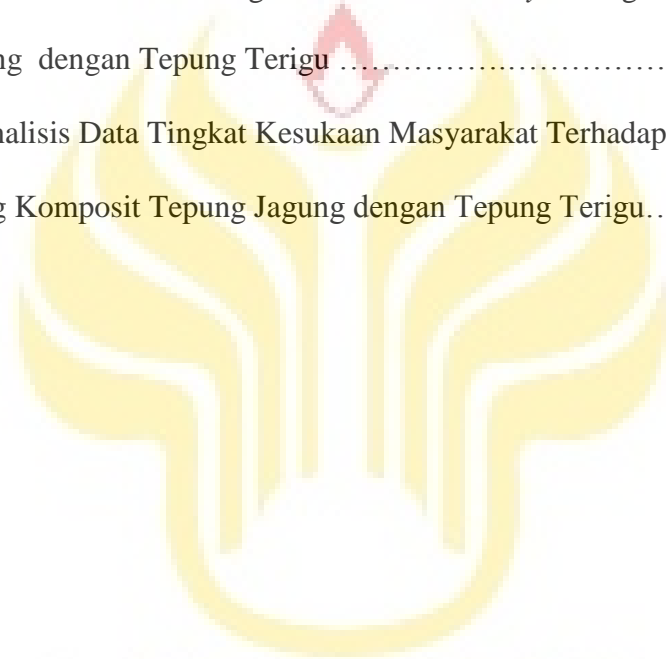 ng dengan Tepung Terigu ……………..……………
nalisis Data Tingkat Kesukaan Masyarakat Terhadap
g Komposit Tepung Jagung dengan Tepung Terigu…